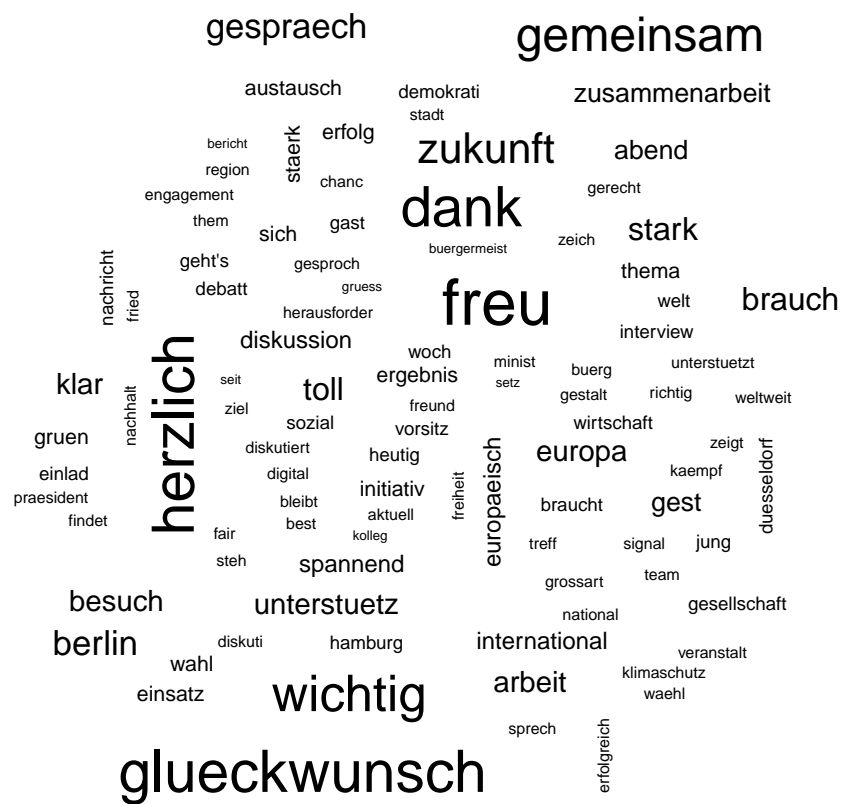 gespraech
gemeinsam
austausch
demokrati
zusammenarbeit
stadt
bericht
staerk
erfolg
zukunft
abend
region
chanc
engagement
gerecht
them
gast
dank
sich
zeich
stark
buergermeist
geht's
gesproch
thema
nachricht
fried
debatt
gruess
freu
welt
brauch
herausforder
interview
diskussion
herzlich
woch
ergebnis
minist
buerg
unterstuetzt
klar
seit
toll
setz
gestalt
richtig
weltweit
nachhalt
ziel
freund
sozial
vorsitz
wirtschaft
gruen
diskutiert
heutig
europaeisch
europa
zeigt
duesseldorf
einlad
digital
kaempf
praesident
initiativ
freiheit
bleibt
braucht
gest
findet
best
aktuell
fair
kolleg
treff
signal
jung
steh
spannend
grossart
team
besuch
unterstuetz
national
gesellschaft
berlin
diskuti
hamburg
international
veranstalt
wahl
klimaschutz
einsatz
wichtig
arbeit
waehl
sprech
erfolgreich
glueckwunsch